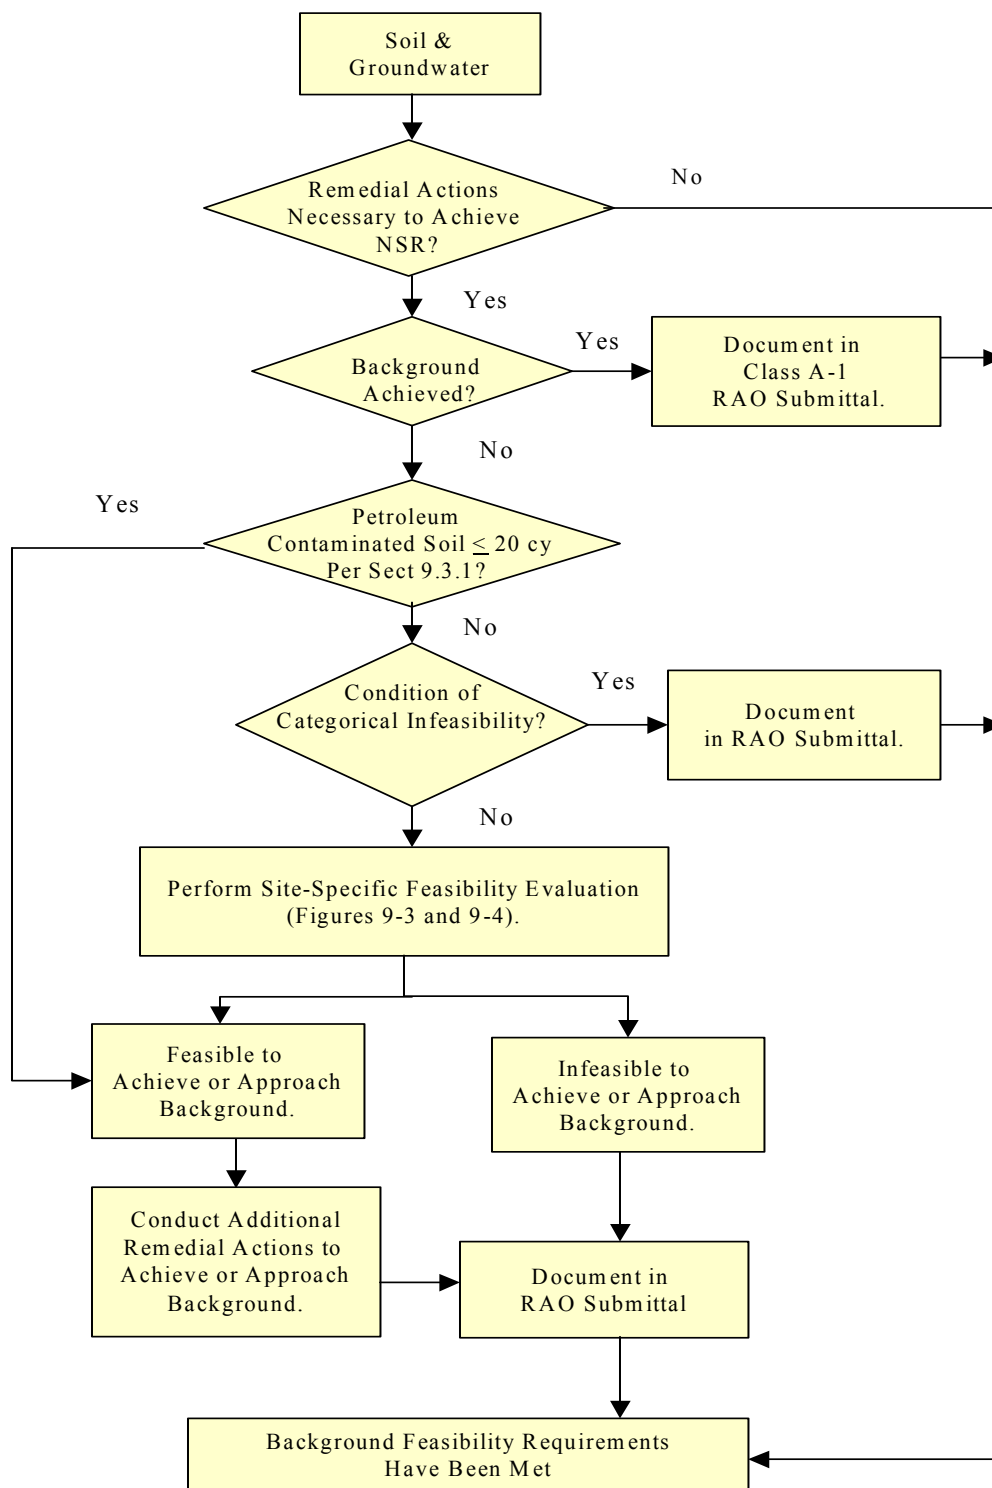 Soil &
Groundwater
No
Remedial Actions
Necessary to Achieve
NSR?
Yes
Yes
Background
Achieved?
Document in
Class A-1
RAO Submittal.
No
Yes
Petroleum
Contaminated Soil ≤ 20 cy
Per Sect 9.3.1?
No
Condition of
Categorical Infeasibility?
Yes
Document
in RAO Submittal.
No
Perform Site-Specific Feasibility Evaluation
(Figures 9-3 and 9-4).
Feasible to
Achieve or Approach
Background.
Infeasible to
Achieve or Approach
Background.
Conduct Additional
Remedial Actions to
Achieve or Approach
Background.
Document in
RAO Submittal
Background Feasibility Requirements
Have Been Met